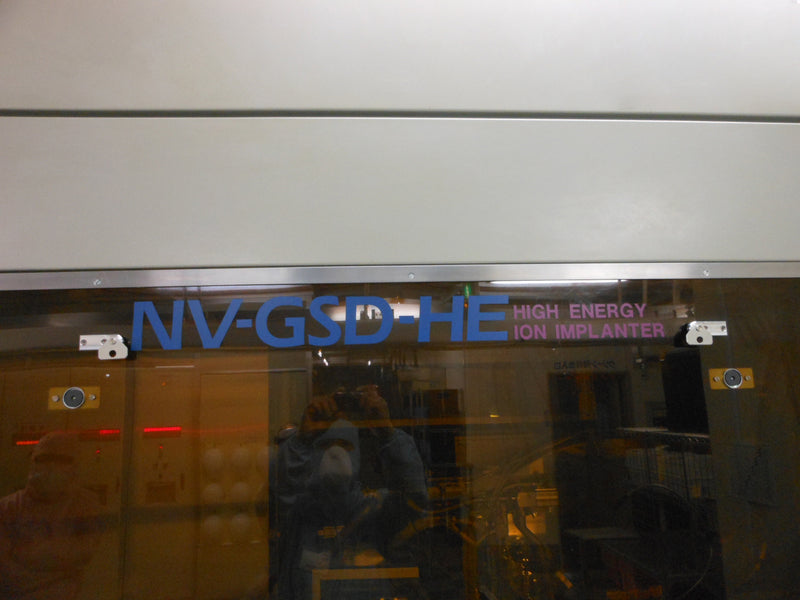 NV-GSD-HE
HIGH ENERGY
ION IMPLANTER